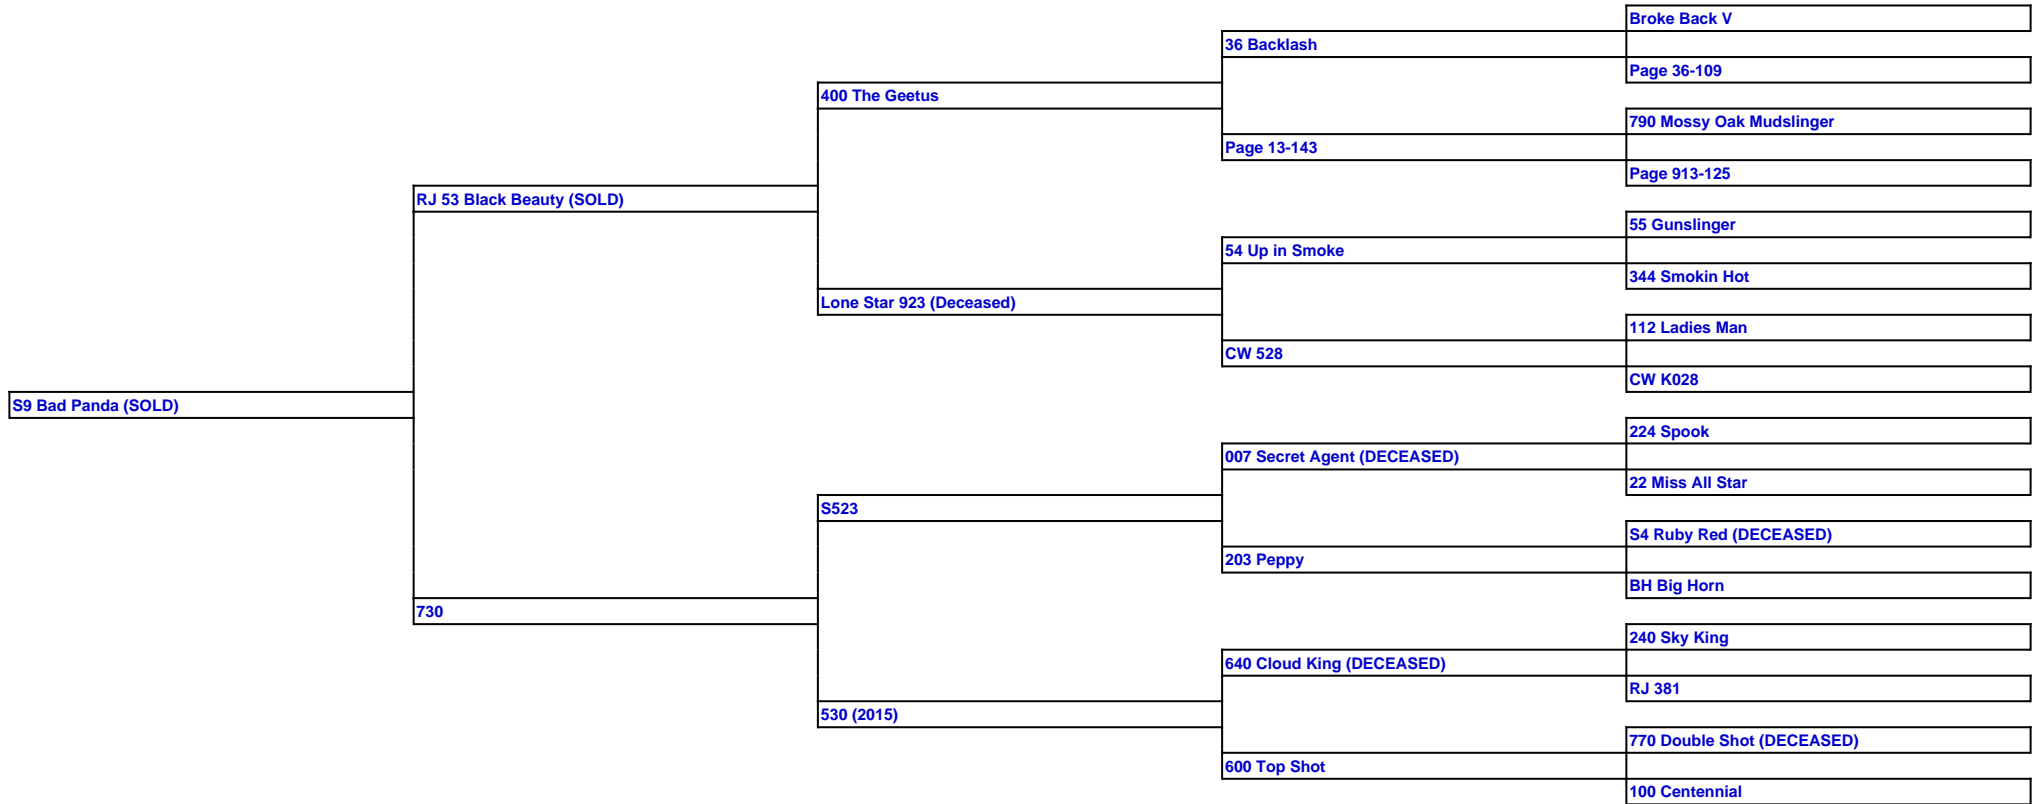 Broke Back V
36 Backlash
Page 36-109
400 The Geetus
790 Mossy Oak Mudslinger
Page 13-143
Page 913-125
RJ 53 Black Beauty (SOLD)
55 Gunslinger
54 Up in Smoke
344 Smokin Hot
Lone Star 923 (Deceased)
112 Ladies Man
CW 528
CW K028
S9 Bad Panda (SOLD)
224 Spook
007 Secret Agent (DECEASED)
22 Miss All Star
S523
S4 Ruby Red (DECEASED)
203 Peppy
BH Big Horn
730
240 Sky King
640 Cloud King (DECEASED)
RJ 381
530 (2015)
770 Double Shot (DECEASED)
600 Top Shot
100 Centennial